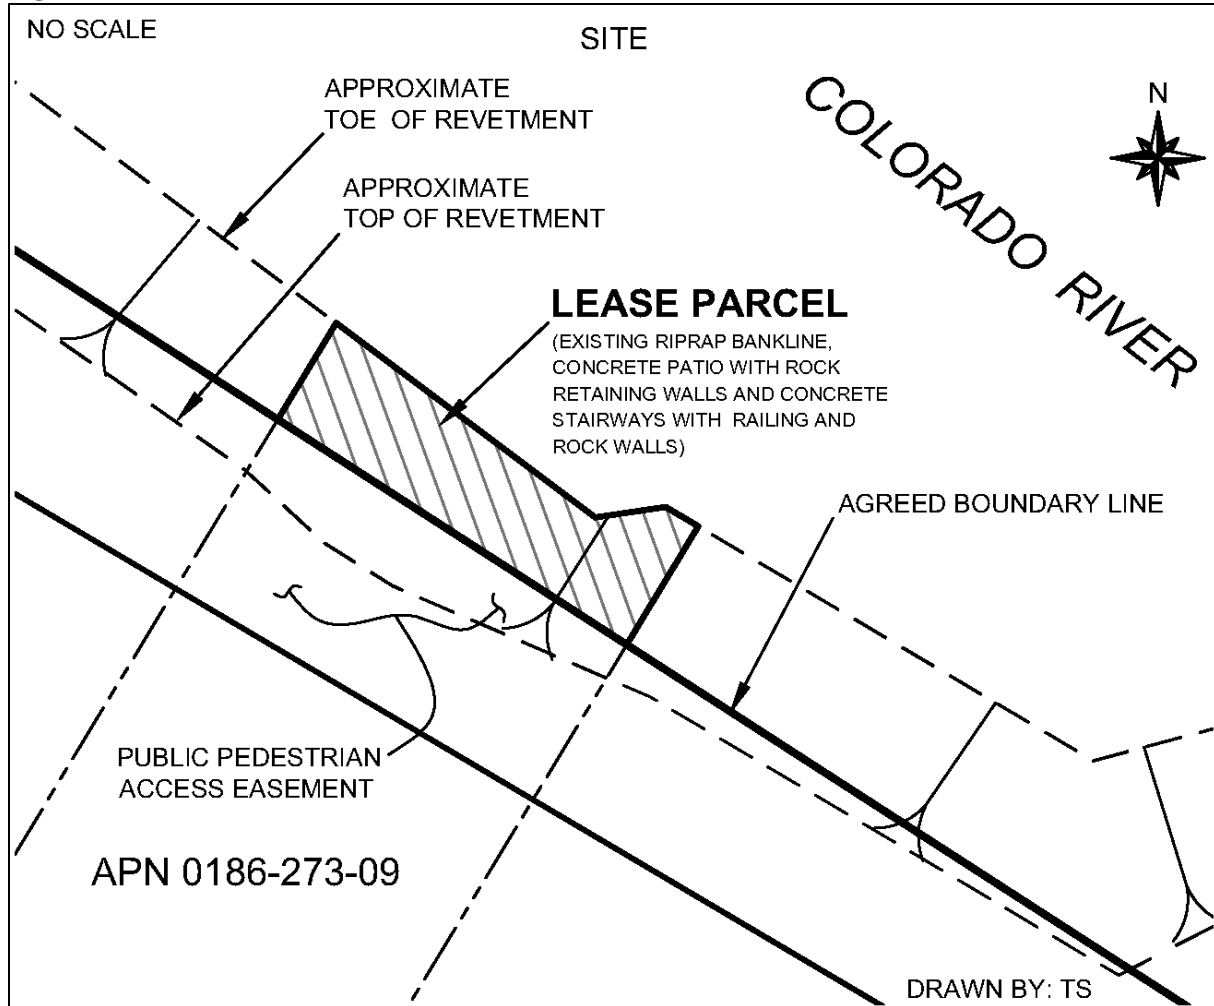 NO SCALE
SITE
APPROXIMATE
TOE OF REVETMENT
APPROXIMATE
TOP OF REVETMENT
COLORADO RIVER
N
LEASE PARCEL
(EXISTING RIPRAP BANKLINE,
CONCRETE PATIO WITH ROCK
RETAINING WALLS AND CONCRETE
STAIRWAYS WITH RAILING AND
ROCK WALLS)
AGREED BOUNDARY LINE
PUBLIC PEDESTRIAN
ACCESS EASEMENT
APN 0186-273-09
DRAWN BY: TS